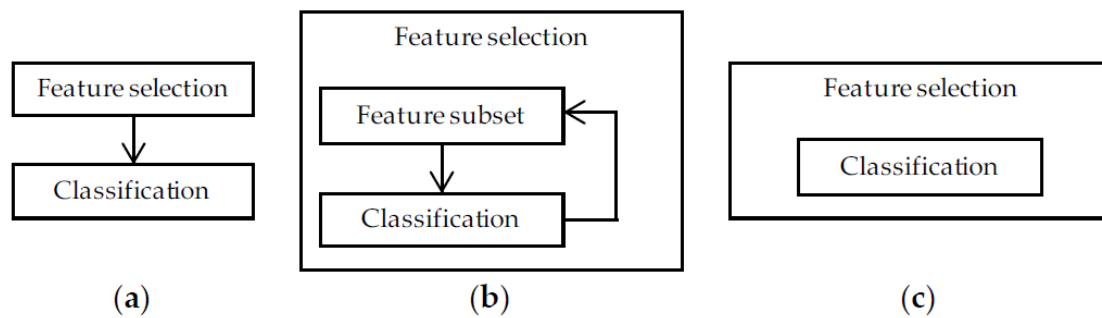 Feature selection
Classification
(a)
Feature selection
Feature subset
Classification
(b)
Feature selection
Classification
(c)